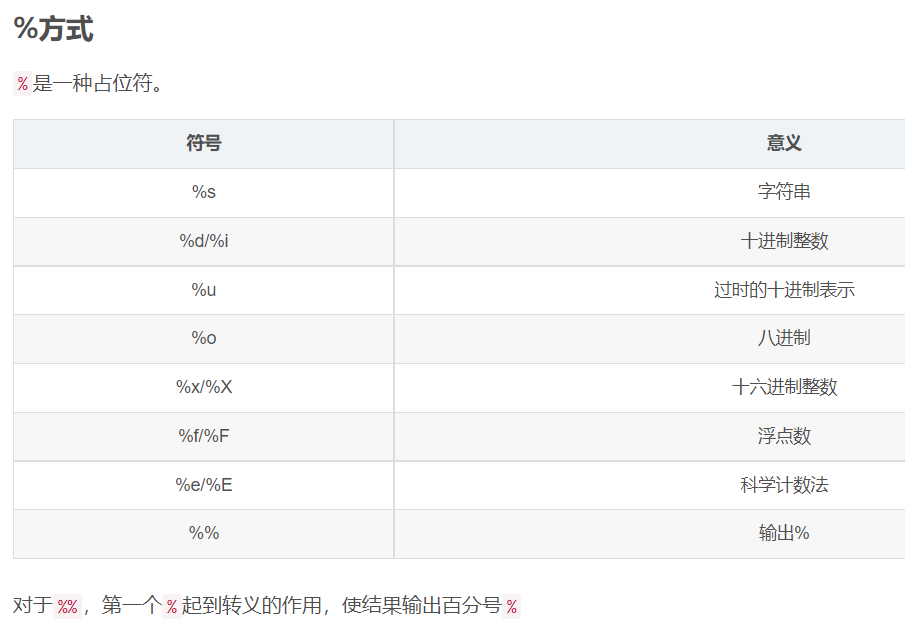 %方式
%是一种占位符。
符号 意义
%s 字符串
%d/%i 十进制整数
%u 过时的十进制表示
%o 八进制
%x/%X 十六进制整数
%f/%F 浮点数
%e/%E 科学计数法
%% 输出%
对于%%，第一个%起到转义的作用，使结果输出百分号%